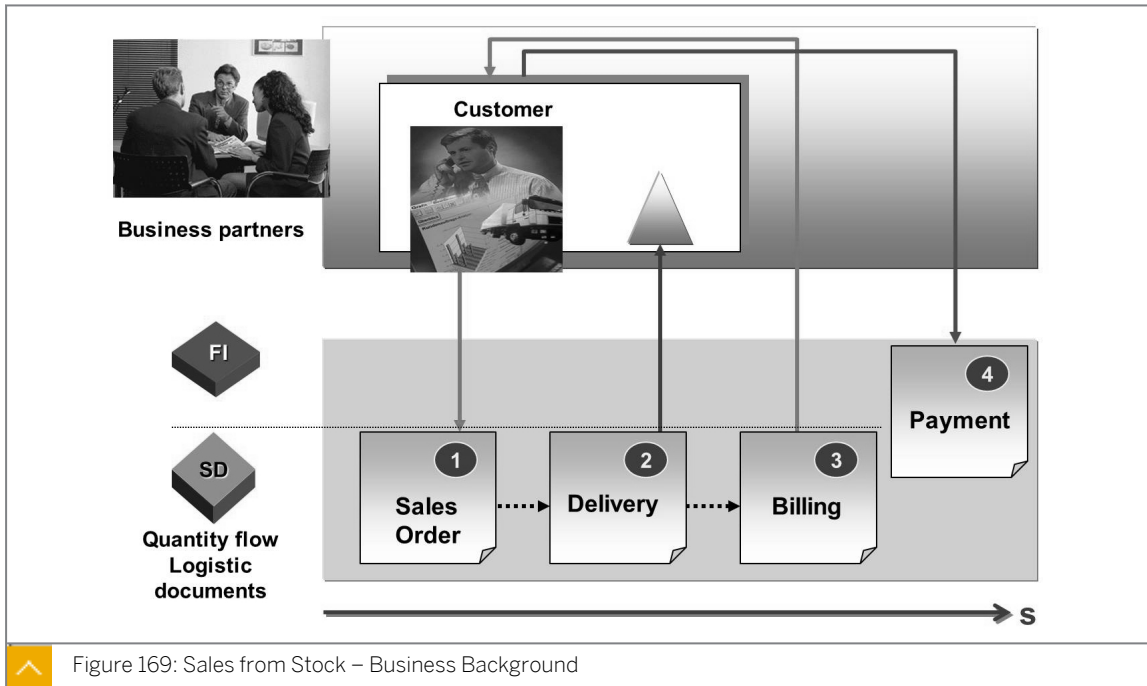 Customer
Business partners
FI
4
Payment
SD
1
2
3
Sales
Order
Delivery
Billing
Quantity flow
Logistic
documents
s
Figure 169: Sales from Stock – Business Background